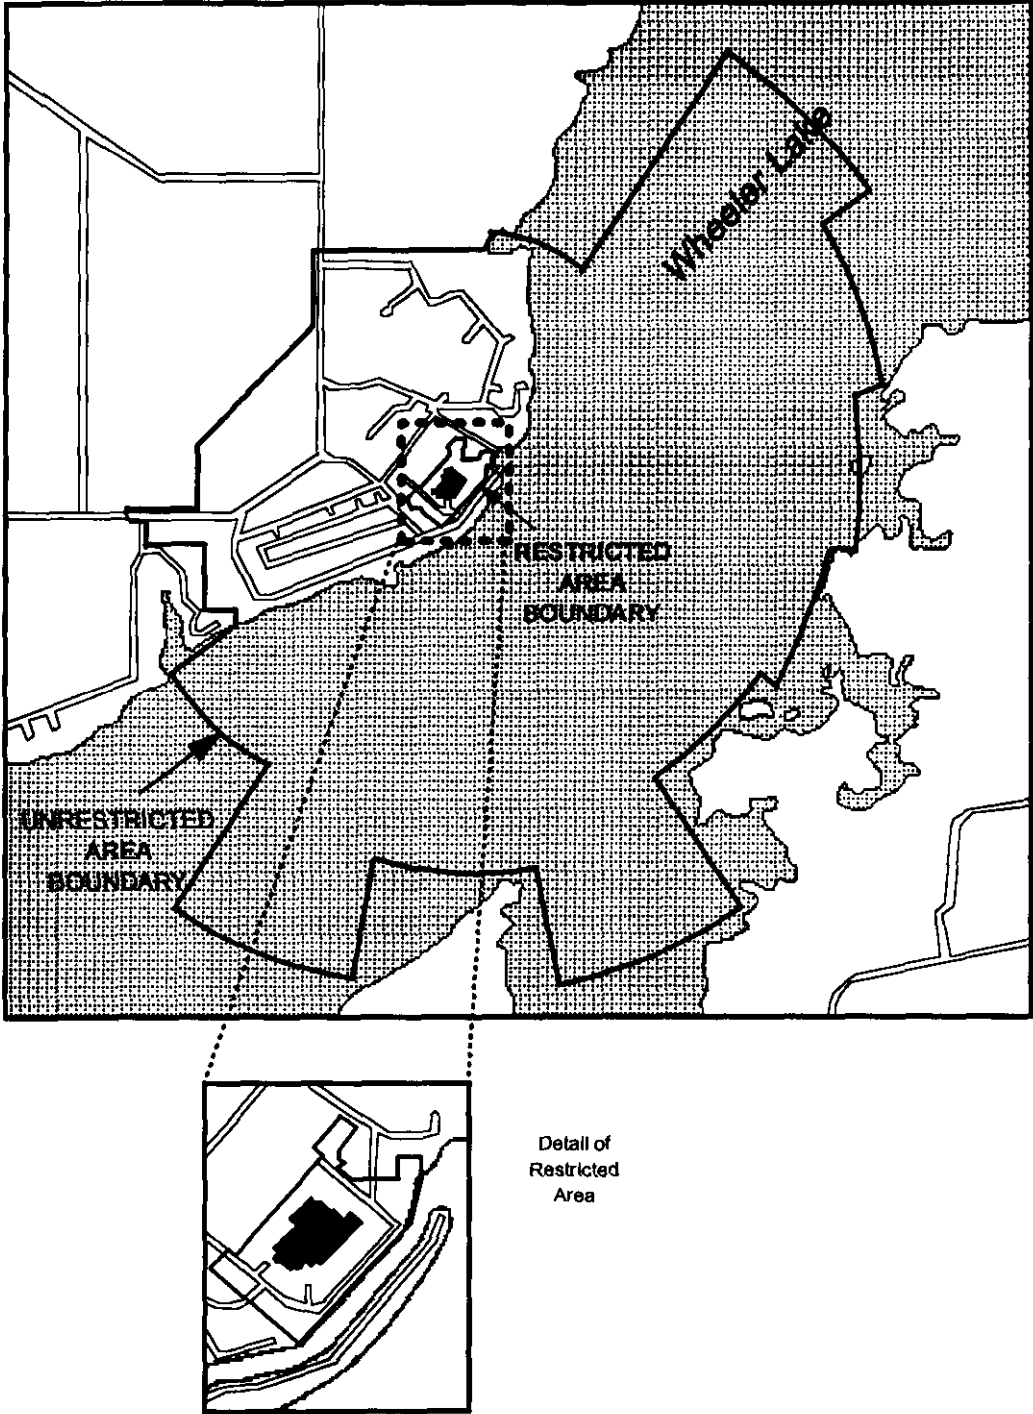 Wheeler Lake
RESTRICTED
AREA
BOUNDARY
UNRESTRICTED
AREA
BOUNDARY
Detail of
Restricted
Area